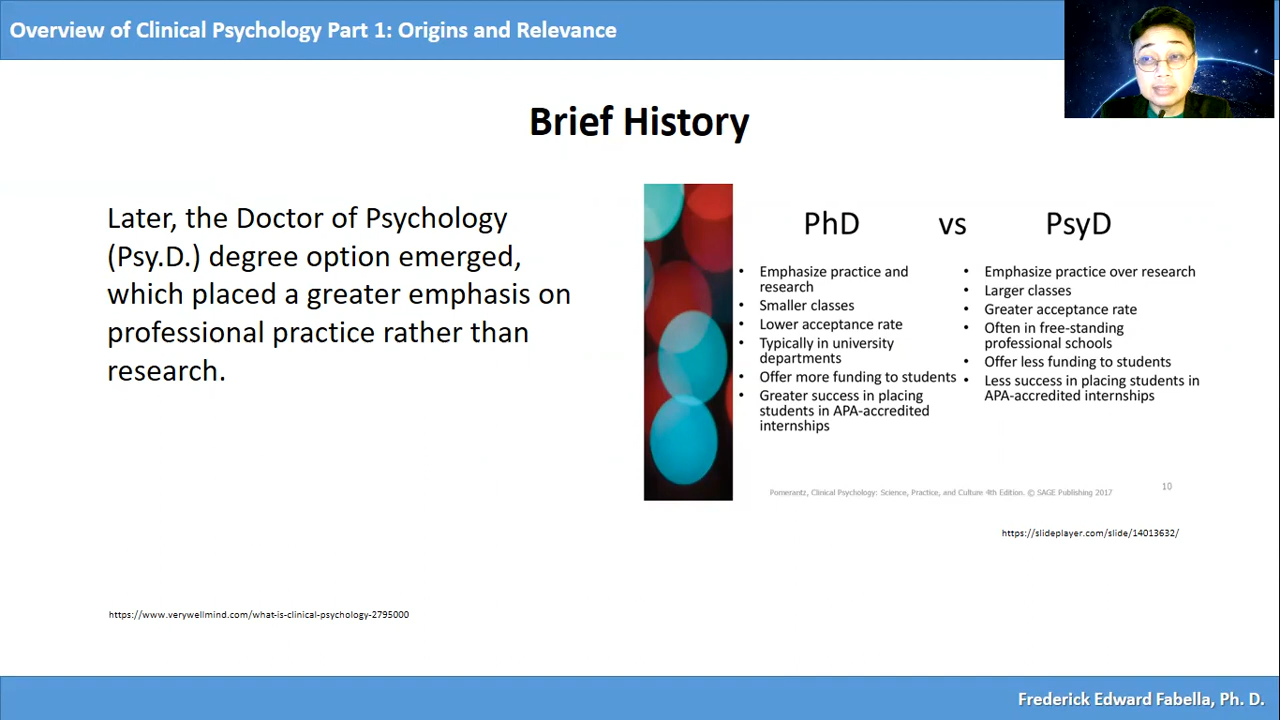 Overview of Clinical Psychology Part 1: Origins and Relevance
Brief History
Later, the Doctor of Psychology
(Psy.D.) degree option emerged,
which placed a greater emphasis on
professional practice rather than
research.
https://www.verywellmind.com/what-is-clinical-psychology-2795000
PhD vs PsyD
• Emphasize practice and
research
• Smaller classes
• Lower acceptance rate
• Typically in university
departments
• Offer more funding to students
• Greater success in placing
students in APA-accredited
internships
• Emphasize practice over research
• Larger classes
• Greater acceptance rate
• Often in free-standing
professional schools
• Offer less funding to students
• Less success in placing students in
APA-accredited internships
Pomerantz, Clinical Psychology: Science, Practice, and Culture 4th Edition. © SAGE Publishing 2017
10
https://slideplayer.com/slide/14013632/
Frederick Edward Fabella, Ph. D.